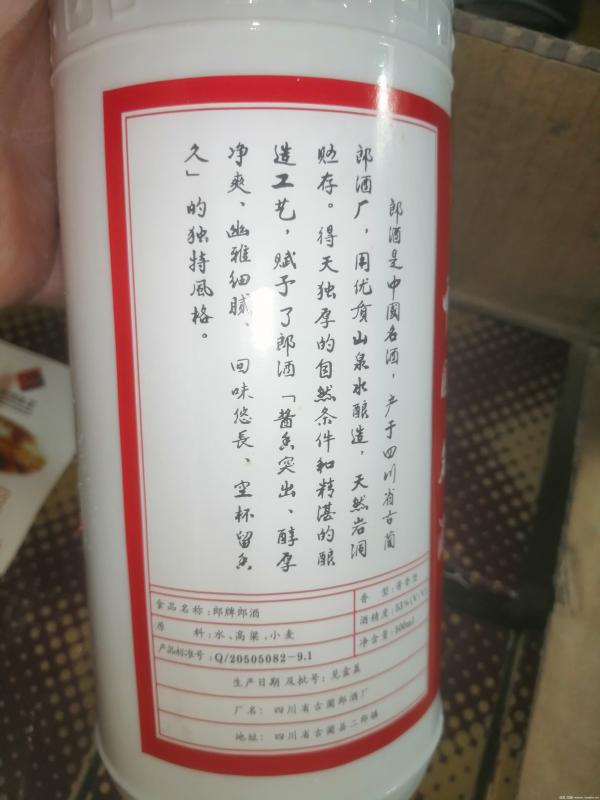 郎酒是中国名酒，产于四川省古蔺
郎酒厂，用优质山泉水酿造，天然岩洞
贮存。得天独厚的自然条件和精湛的酿
造工艺，赋予了郎酒「酱香突出、醇厚
净爽、幽雅细腻、回味悠長、空杯留香
久」的独特风格。
食品名称：郎牌郎酒
香 型：酱香型
原 料：水、高粱、小麦
酒精度：53%(V/V)
产品标准号：Q/20505082-9.1
净含量：500ml
生产日期及批号：见盒盖
厂名：四川省古蔺郎酒厂
地址：四川省古蔺县二郎镇